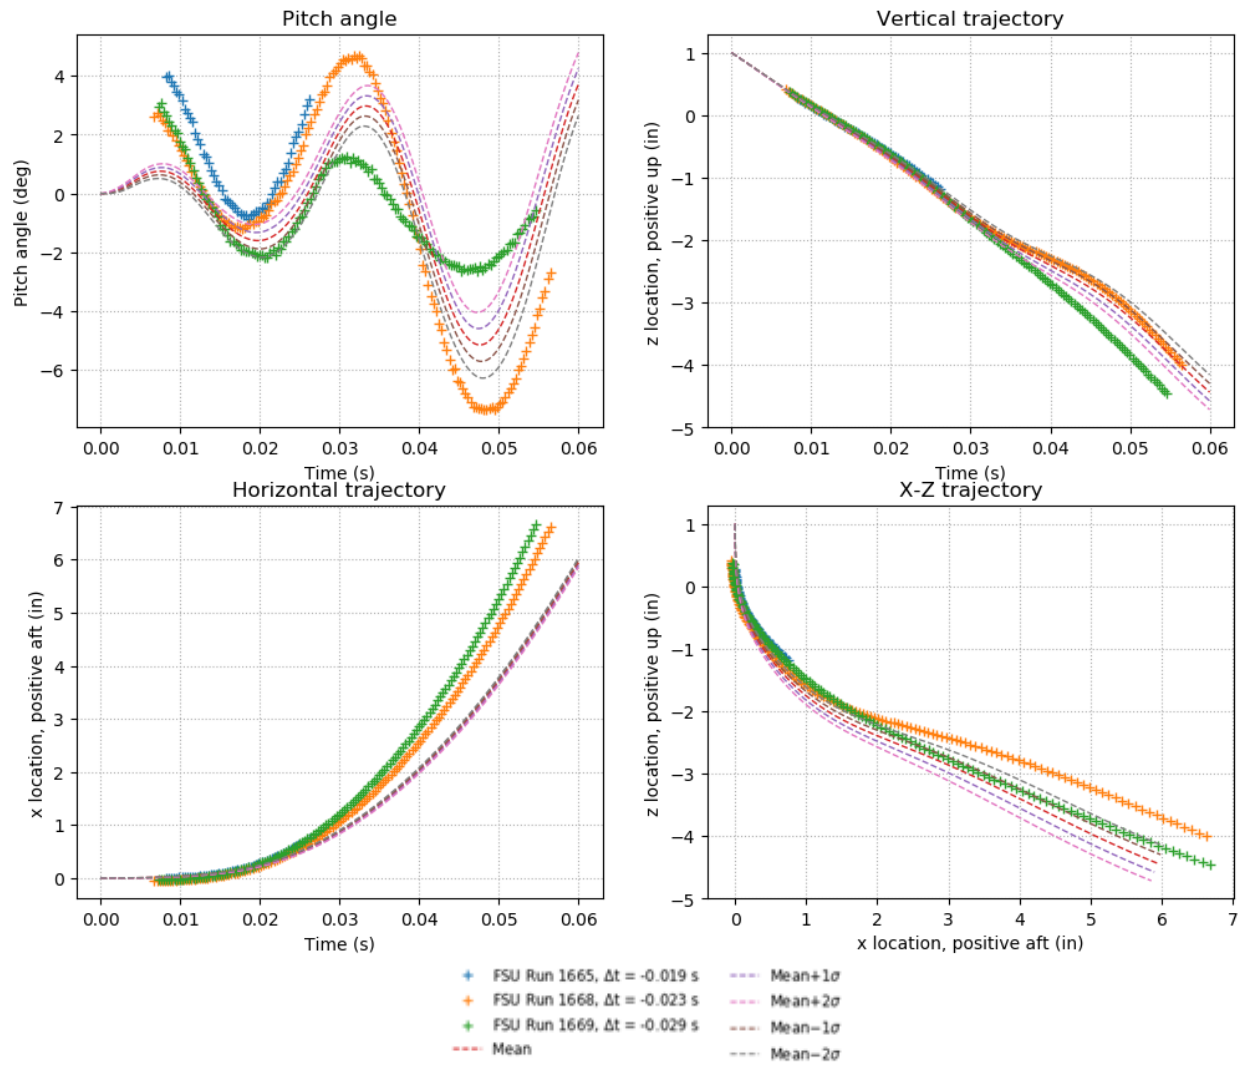 Pitch angle
Pitch angle (deg)
4
2
0
−2
−4
−6
0.00 0.01 0.02 0.03 0.04 0.05 0.06
Time (s)
Vertical trajectory
z location, positive up (in)
1
0
−1
−2
−3
−4
−5
0.00 0.01 0.02 0.03 0.04 0.05 0.06
Time (s)
Horizontal trajectory
x location, positive aft (in)
7
6
5
4
3
2
1
0
0.00 0.01 0.02 0.03 0.04 0.05 0.06
Time (s)
X-Z trajectory
z location, positive up (in)
1
0
−1
−2
−3
−4
−5
0 1 2 3 4 5 6 7
x location, positive aft (in)
FSU Run 1665, Δt = -0.019 s
FSU Run 1668, Δt = -0.023 s
FSU Run 1669, Δt = -0.029 s
Mean
Mean+1σ
Mean+2σ
Mean−1σ
Mean−2σ